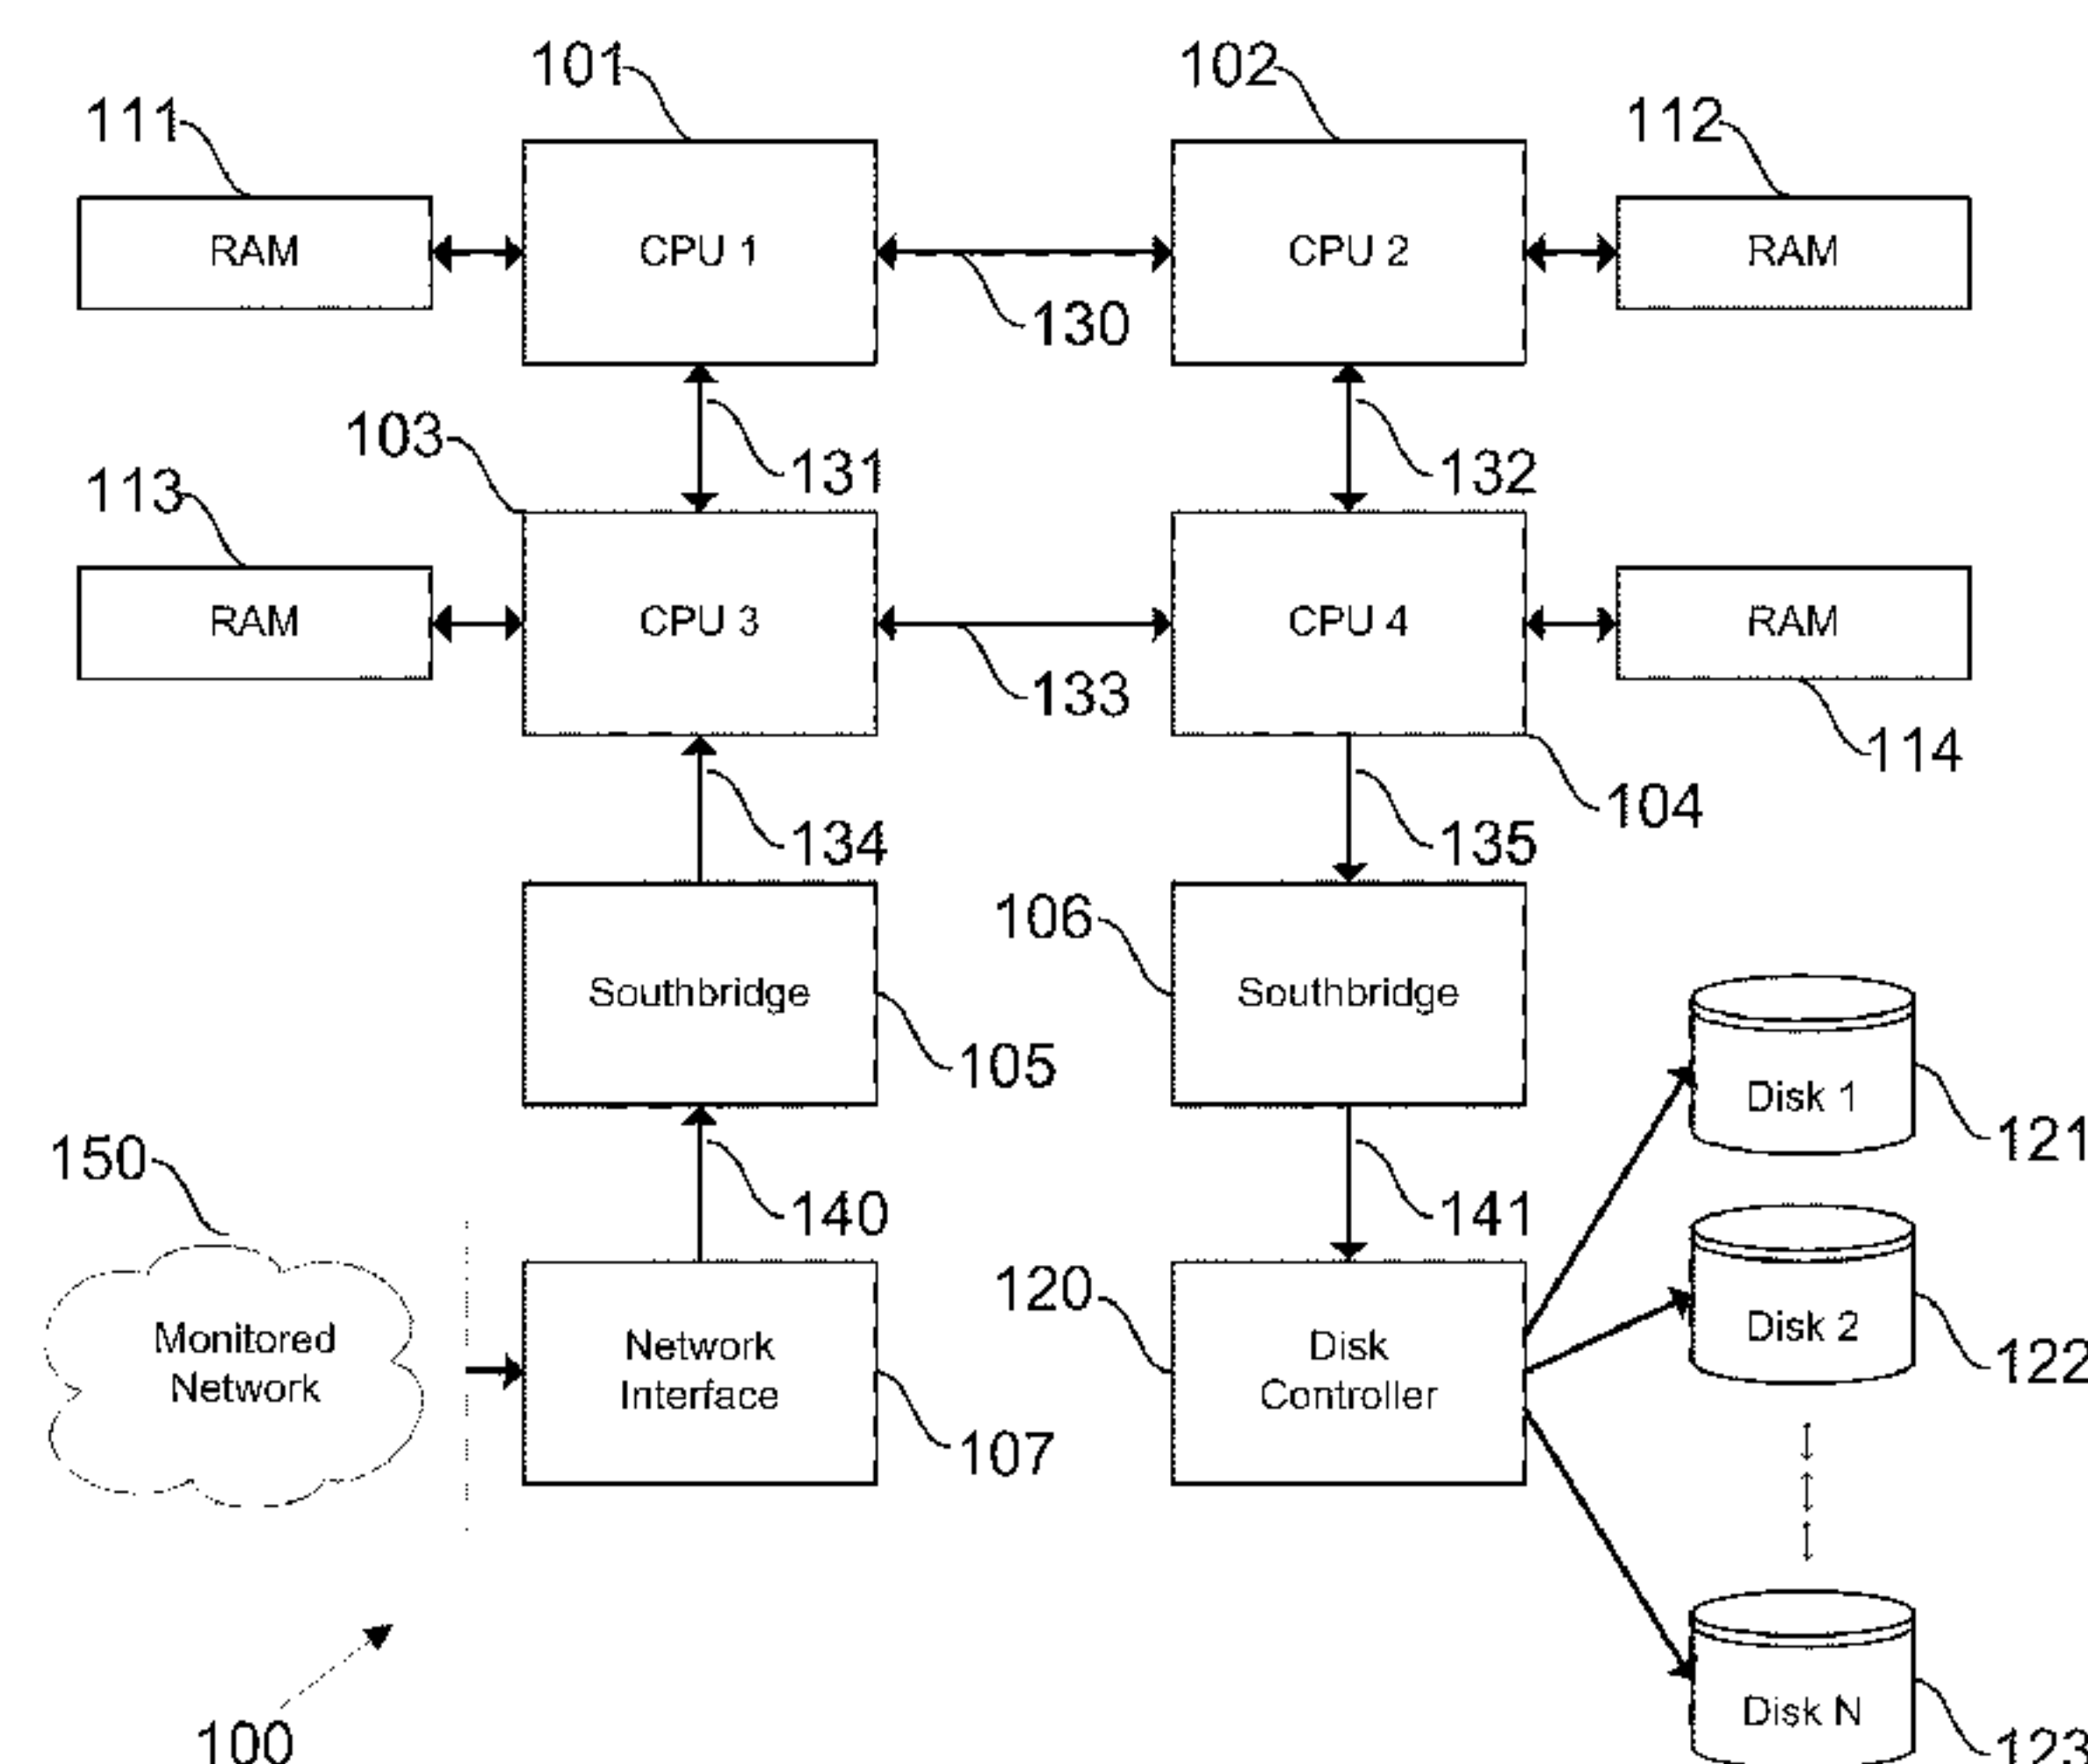 101
102
111
112
RAM
CPU 1
CPU 2
RAM
130
103
131
132
113
RAM
CPU 3
CPU 4
RAM
133
114
104
134
135
106
Southbridge
Southbridge
105
Disk 1
121
150
140
141
120
Monitored
Network
Network
Interface
Disk
Controller
Disk 2
122
107
100
Disk N
123